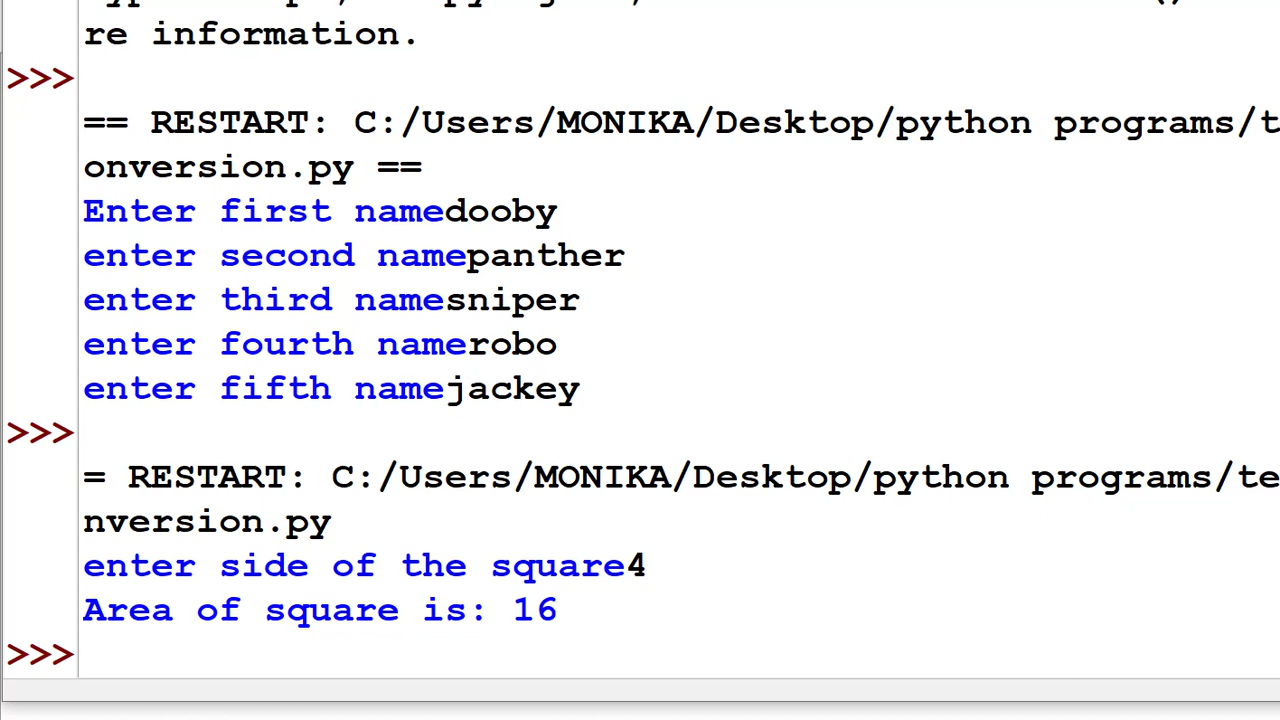 re information.
>>>
== RESTART: C:/Users/MONIKA/Desktop/python programs/t
onversion.py ==
Enter first namedooby
enter second namepanther
enter third namesniper
enter fourth namerobo
enter fifth namejackey
>>>
= RESTART: C:/Users/MONIKA/Desktop/python programs/te
nversion.py
enter side of the square4
Area of square is: 16
>>>